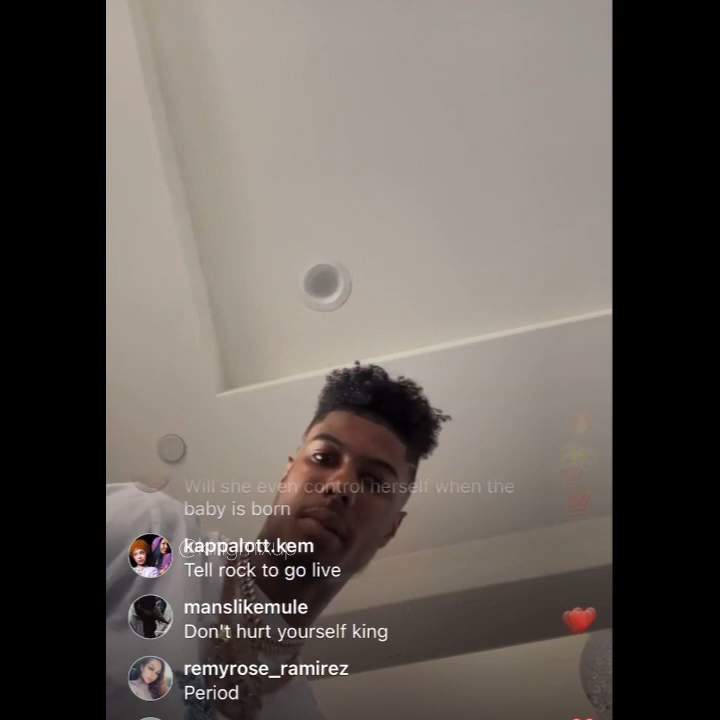 Will she even control herself when the
baby is born
kappalott.kem
Tell rock to go live
manslikemule
Don't hurt yourself king
remyrose_ramirez
Period